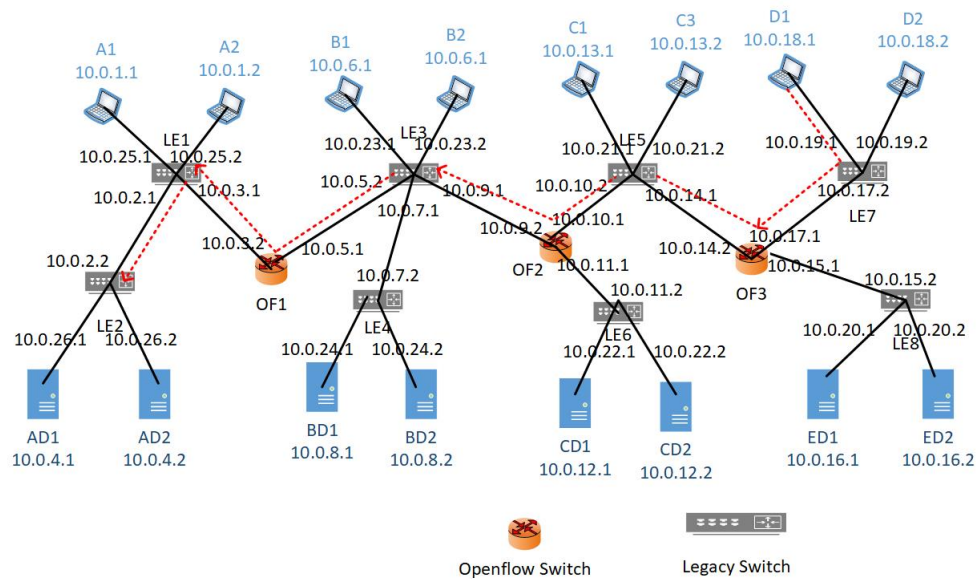 A1
10.0.1.1
A2
10.0.1.2
B1
10.0.6.1
B2
10.0.6.1
C1
10.0.13.1
C3
10.0.13.2
D1
10.0.18.1
D2
10.0.18.2
LE1
10.0.25.1
10.0.25.2
LE3
10.0.23.1
10.0.23.2
LE5
10.0.21.1
10.0.21.2
10.0.19.1
10.0.19.2
10.0.2.1
10.0.3.1
10.0.5.2
10.0.9.1
10.0.7.1
10.0.10.2
10.0.14.1
10.0.17.2
LE7
10.0.3.2
10.0.5.1
10.0.9.2
10.0.10.1
10.0.14.2
10.0.17.1
10.0.2.2
OF1
10.0.7.2
OF2
10.0.11.1
OF3
10.0.15.1
10.0.15.2
10.0.11.2
LE2
10.0.26.1
10.0.26.2
LE4
10.0.24.1
10.0.24.2
LE6
10.0.22.1
10.0.22.2
10.0.20.1
10.0.20.2
LE8
AD1
10.0.4.1
AD2
10.0.4.2
BD1
10.0.8.1
BD2
10.0.8.2
CD1
10.0.12.1
CD2
10.0.12.2
ED1
10.0.16.1
ED2
10.0.16.2
Openflow Switch
Legacy Switch